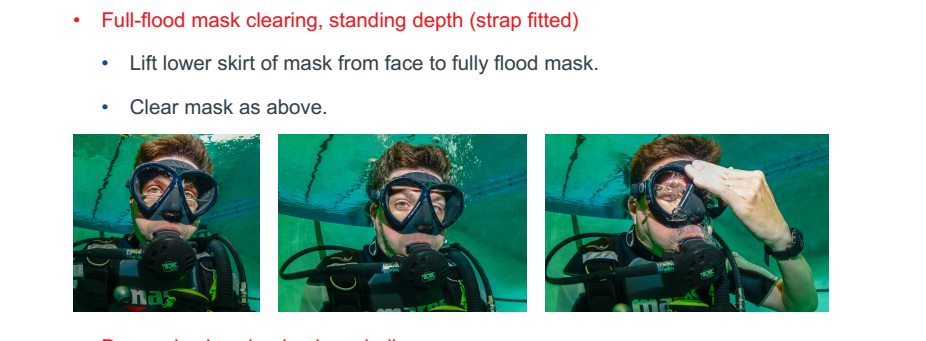 • Full-flood mask clearing, standing depth (strap fitted)
• Lift lower skirt of mask from face to fully flood mask.
• Clear mask as above.